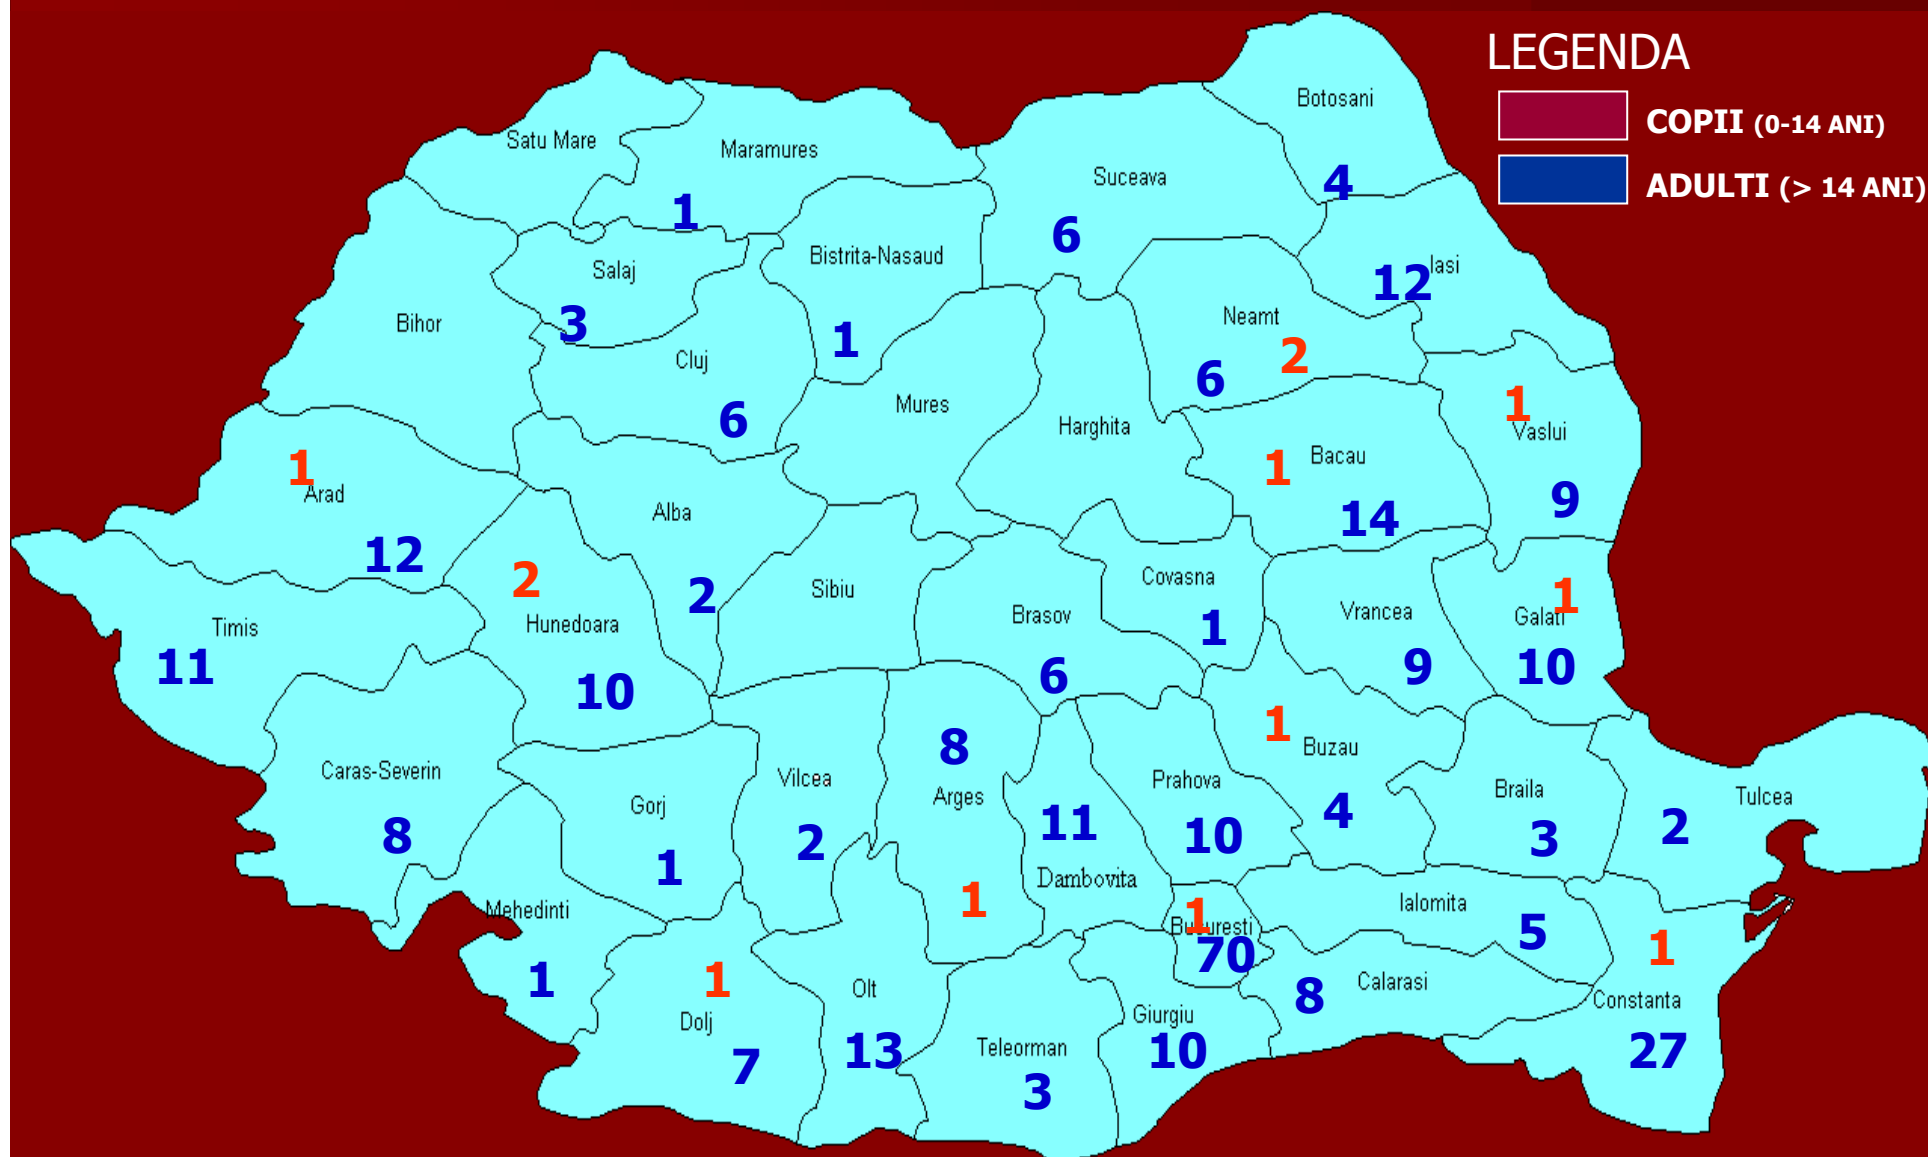 LEGENDA
COPII (0-14 ANI)
ADULTI (> 14 ANI)
Botosani
4
Satu Mare
Maramures
1
Suceava
6
Iasi
12
Salaj
3
Bistrita-Nasaud
1
Bihor
Cluj
6
Neamt
2
6
Mures
Harghita
1
Vaslui
9
1
Bacau
14
1
Arad
12
Alba
2
2
Hunedoara
10
Sibiu
Brasov
6
Covasna
1
Vrancea
9
1
Galati
10
Timis
11
Caras-Severin
8
Gorj
1
Vilcea
2
8
Arges
1
11
Dambovita
Prahova
10
1
Buzau
4
Braila
3
Tulcea
2
Mehedinti
1
1
Dolj
7
Olt
13
Teleorman
3
Giurgiu
10
1
Bucuresti
70
Ialomita
5
Calarasi
8
1
Constanta
27